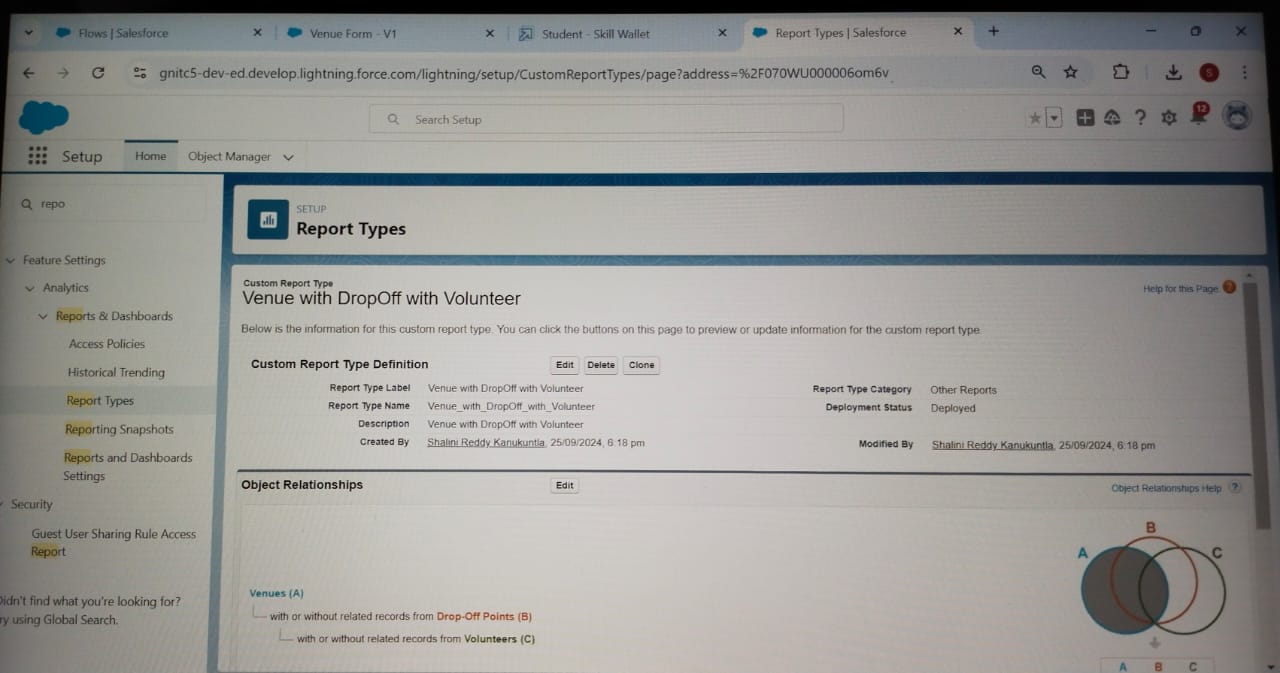 Flows | Salesforce
Venue Form - V1
Student - Skill Wallet
Report Types | Salesforce
gnitc5-dev-ed.develop.lightning.force.com/lightning/setup/CustomReportTypes/page?address=%2F070WU000006om6v
S
Search Setup
12
Setup
Home
Object Manager
repo
Feature Settings
Analytics
Reports & Dashboards
Access Policies
Historical Trending
Report Types
Reporting Snapshots
Reports and Dashboards
Settings
Security
Guest User Sharing Rule Access
Report
idn't find what you're looking for?
ry using Global Search.
SETUP
Report Types
Custom Report Type
Venue with DropOff with Volunteer
Help for this Page ?
Below is the information for this custom report type. You can click the buttons on this page to preview or update information for the custom report type.
Custom Report Type Definition
Edit Delete Clone
Report Type Label Venue with DropOff with Volunteer
Report Type Category Other Reports
Report Type Name Venue_with_DropOff_with_Volunteer
Deployment Status Deployed
Description Venue with DropOff with Volunteer
Created By Shalini Reddy Kanukuntla, 25/09/2024, 6:18 pm
Modified By Shalini Reddy Kanukuntla, 25/09/2024, 6:18 pm
Object Relationships
Edit
Object Relationships Help ?
B
A
C
Venues (A)
with or without related records from Drop-Off Points (B)
with or without related records from Volunteers (C)
A B C